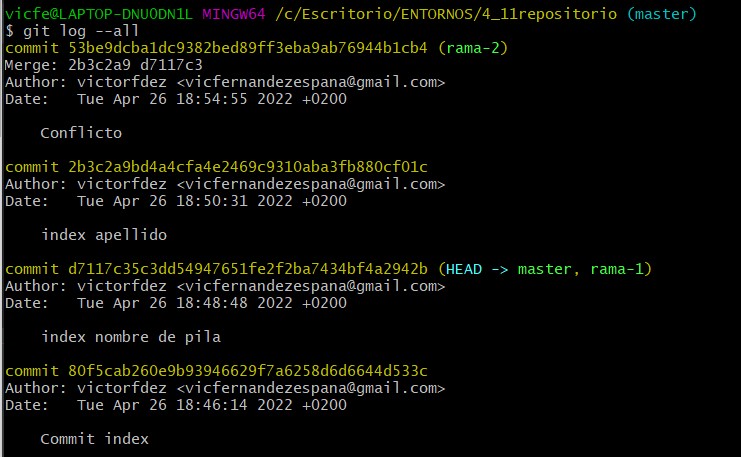 vicfe@LAPTOP-DNUODN1L MINGW64 /c/Escritorio/ENTORNOS/4_11repositorio (master)
$ git log --all
commit 53be9dcba1dc9382bed89ff3eba9ab76944b1cb4 (rama-2)
Merge: 2b3c2a9 d7117c3
Author: victorfdez <vicfernandezespana@gmail.com>
Date:   Tue Apr 26 18:54:55 2022 +0200
    Conflicto
commit 2b3c2a9bd4a4cfa4e2469c9310aba3fb880cf01c
Author: victorfdez <vicfernandezespana@gmail.com>
Date:   Tue Apr 26 18:50:31 2022 +0200
    index apellido
commit d7117c35c3dd54947651fe2f2ba7434bf4a2942b (HEAD -> master, rama-1)
Author: victorfdez <vicfernandezespana@gmail.com>
Date:   Tue Apr 26 18:48:48 2022 +0200
    index nombre de pila
commit 80f5cab260e9b93946629f7a6258d6d6644d533c
Author: victorfdez <vicfernandezespana@gmail.com>
Date:   Tue Apr 26 18:46:14 2022 +0200
    Commit index